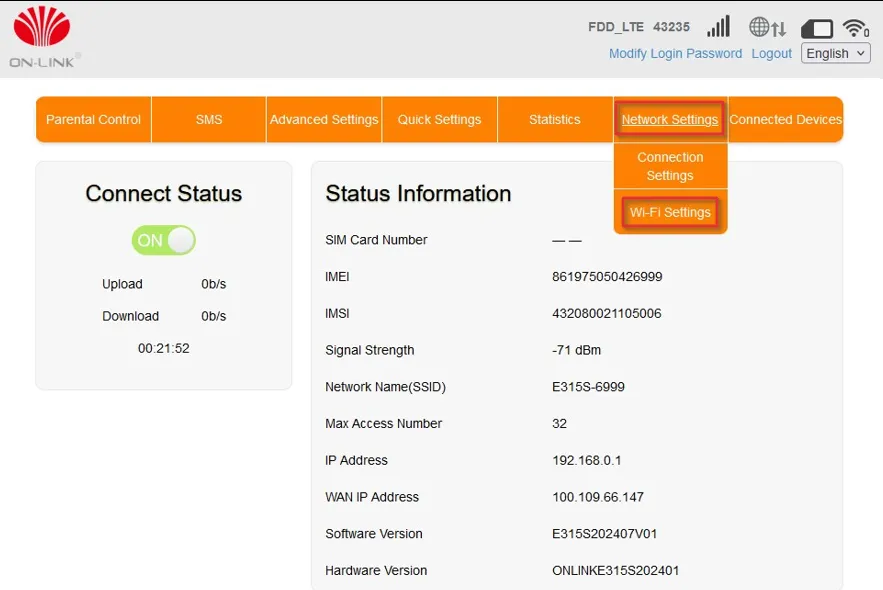 FDD_LTE 43235
0
ON-LINK®
Modify Login Password Logout English
Parental Control SMS Advanced Settings Quick Settings Statistics Network Settings Connected Devices
Connection
Settings
Wi-Fi Settings
Connect Status
ON
Upload 0b/s
Download 0b/s
00:21:52
Status Information
SIM Card Number — —
IMEI 861975050426999
IMSI 432080021105006
Signal Strength -71 dBm
Network Name(SSID) E315S-6999
Max Access Number 32
IP Address 192.168.0.1
WAN IP Address 100.109.66.147
Software Version E315S202407V01
Hardware Version ONLINKE315S202401